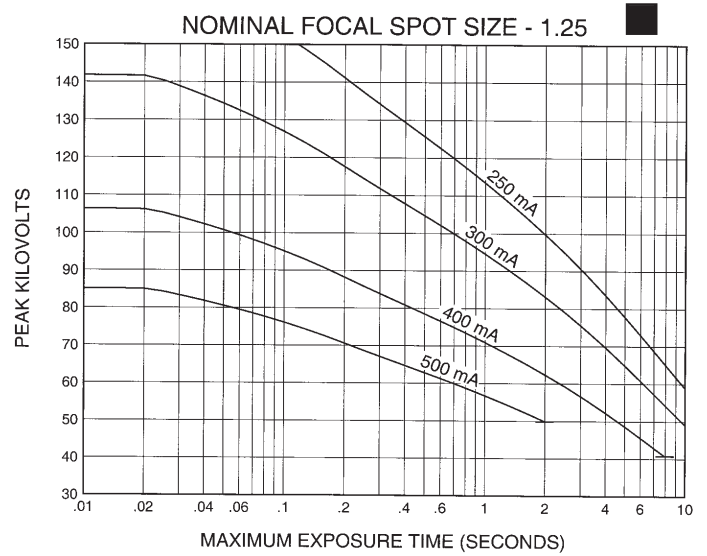 NOMINAL FOCAL SPOT SIZE - 1.25
PEAK KILOVOLTS
150
140
130
120
110
100
90
80
70
60
50
40
30
250 mA
300 mA
400 mA
500 mA
.01 .02 .04 .06 .1 .2 .4 .6 1 2 4 6 10
MAXIMUM EXPOSURE TIME (SECONDS)